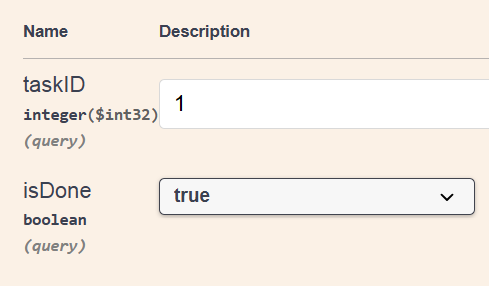 Name Description
taskID
1
integer($int32)
(query)
isDone
true
boolean
(query)